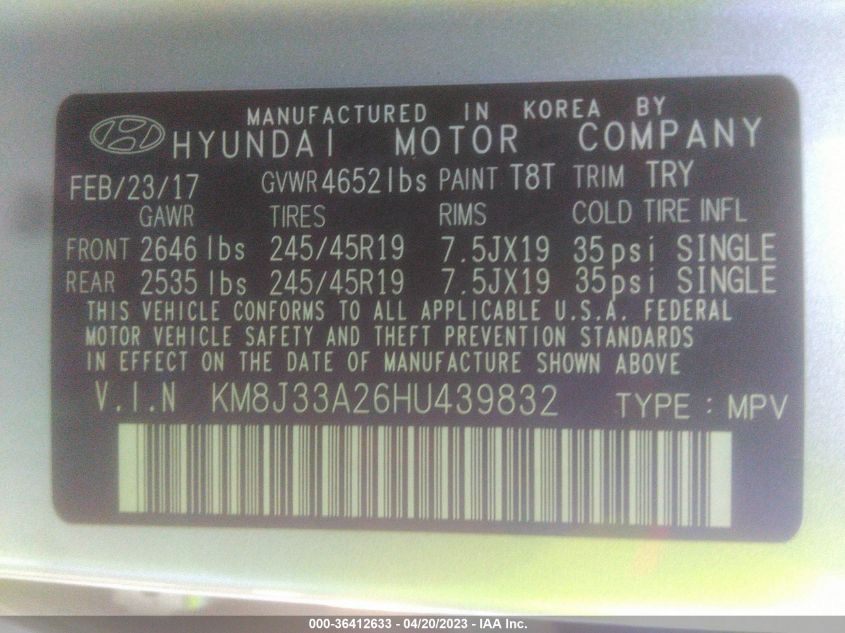 MANUFACTURED IN KOREA BY
HYUNDAI MOTOR COMPANY
FEB/23/17 GVWR 4652 lbs PAINT T8T TRIM TRY
GAWR TIRES RIMS COLD TIRE INFL
FRONT 2646 lbs 245/45R19 7.5JX19 35psi SINGLE
REAR 2535 lbs 245/45R19 7.5JX19 35psi SINGLE
THIS VEHICLE CONFORMS TO ALL APPLICABLE U.S.A. FEDERAL
MOTOR VEHICLE SAFETY AND THEFT PREVENTION STANDARDS
IN EFFECT ON THE DATE OF MANUFACTURE SHOWN ABOVE
V.I.N KM8J33A26HU439832 TYPE : MPV
000-36412633 - 04/20/2023 - IAA Inc.